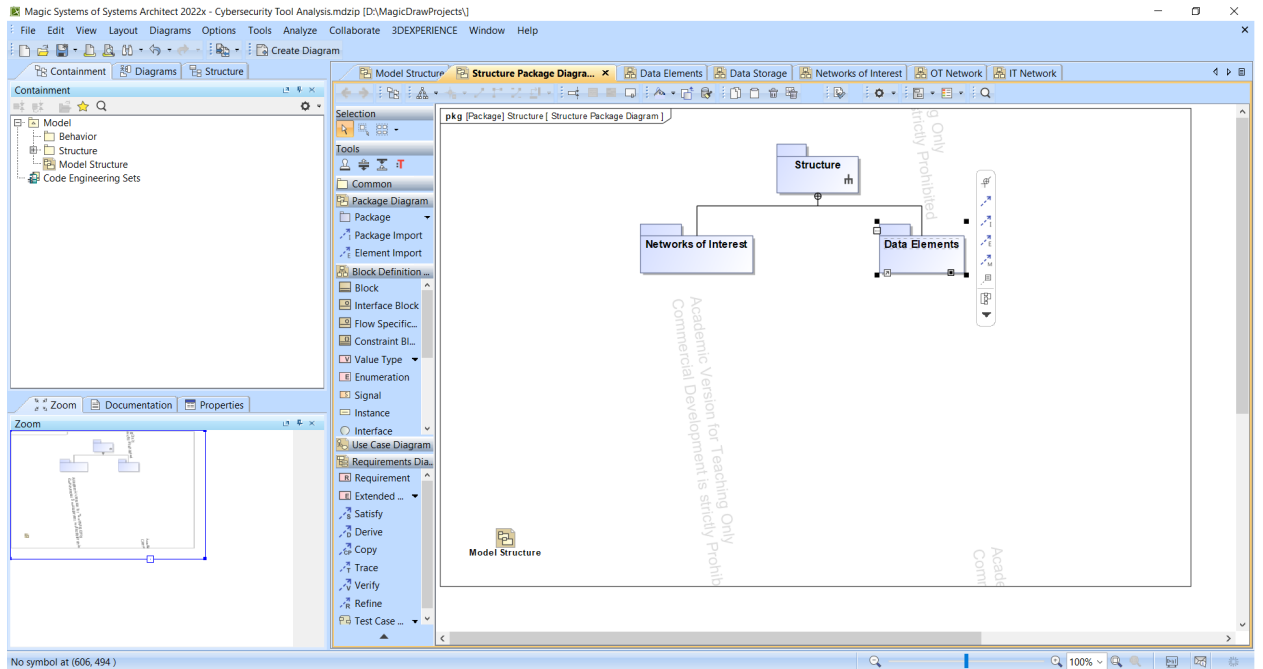 Magic Systems of Systems Architect 2022x - Cybersecurity Tool Analysis.mdzip [D:\MagicDrawProjects\]
File Edit View Layout Diagrams Options Tools Analyze Collaborate 3DEXPERIENCE Window Help
Create Diagram
Containment Diagrams Structure
Model Structure Structure Package Diagra... Data Elements Data Storage Networks of Interest OT Network IT Network
Containment
Model
Behavior
Structure
Model Structure
Code Engineering Sets
Zoom Documentation Properties
Zoom
Selection
Tools
Common
Package Diagram
Package
Package Import
Element Import
Block Definition ...
Block
Interface Block
Flow Specific...
Constraint Bl...
Value Type
Enumeration
Signal
Instance
Interface
Use Case Diagram
Requirements Dia...
Requirement
Extended ...
Satisfy
Derive
Copy
Trace
Verify
Refine
Test Case ...
pkg [Package] Structure [ Structure Package Diagram ]
Structure
Networks of Interest
Data Elements
Model Structure
g Only
trictly Prohibited
Academic Version for Teaching Only
Commercial Development is strictly Prohib
Acade
Comm
No symbol at (606, 494 )
100%